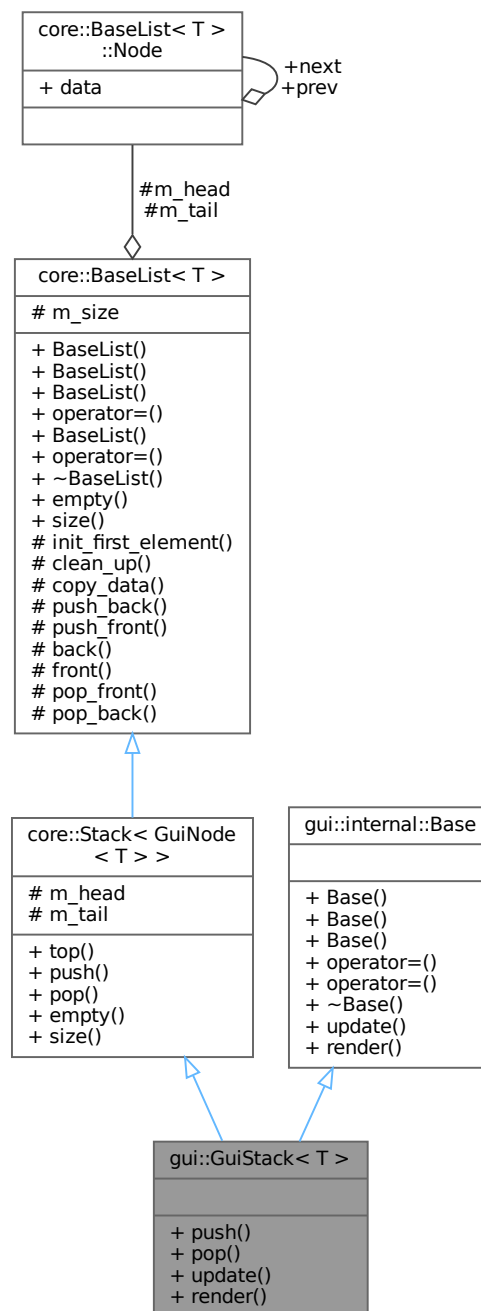 core::BaseList< T >
::Node
+ data
+next
+prev
#m_head
#m_tail
core::BaseList< T >
# m_size
+ BaseList()
+ BaseList()
+ BaseList()
+ operator=()
+ BaseList()
+ operator=()
+ ~BaseList()
+ empty()
+ size()
# init_first_element()
# clean_up()
# copy_data()
# push_back()
# push_front()
# back()
# front()
# pop_front()
# pop_back()
core::Stack< GuiNode
< T > >
# m_head
# m_tail
+ top()
+ push()
+ pop()
+ empty()
+ size()
gui::internal::Base
+ Base()
+ Base()
+ Base()
+ operator=()
+ operator=()
+ ~Base()
+ update()
+ render()
gui::GuiStack< T >
+ push()
+ pop()
+ update()
+ render()